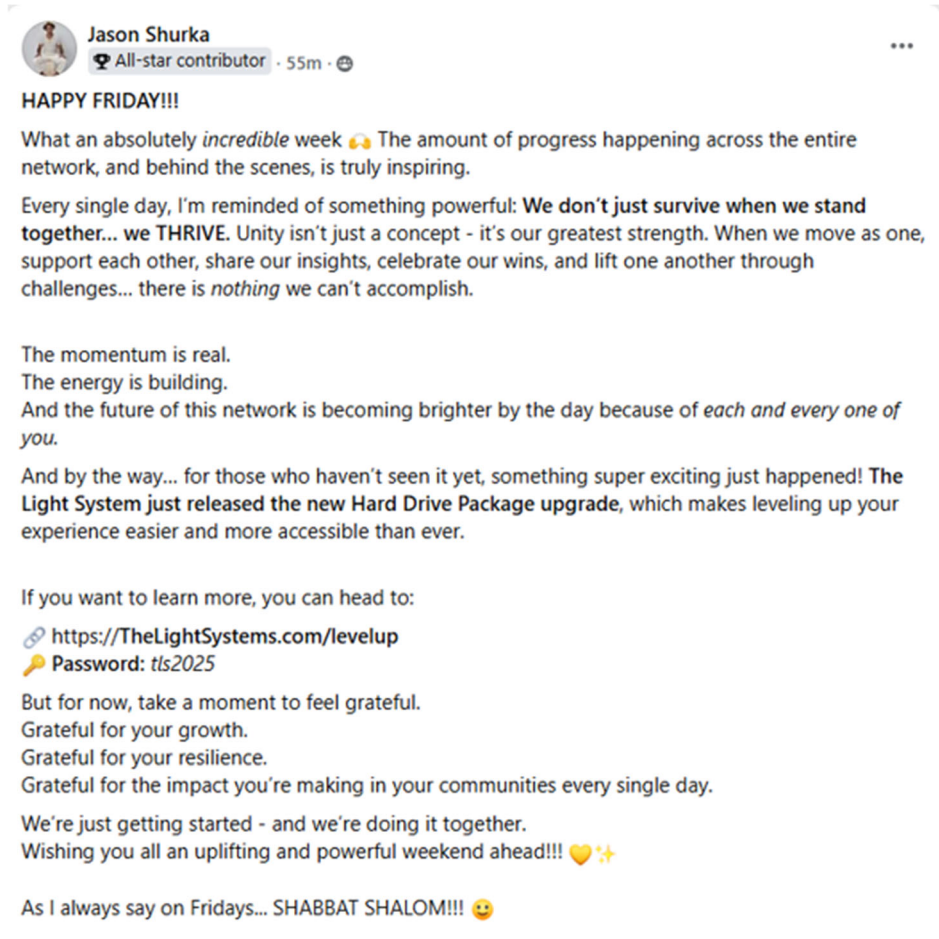 Jason Shurka
🏆 All-star contributor · 55m ·
HAPPY FRIDAY!!!
What an absolutely incredible week 🙌 The amount of progress happening across the entire
network, and behind the scenes, is truly inspiring.
Every single day, I'm reminded of something powerful: We don't just survive when we stand
together... we THRIVE. Unity isn't just a concept - it's our greatest strength. When we move as one,
support each other, share our insights, celebrate our wins, and lift one another through
challenges... there is nothing we can't accomplish.
The momentum is real.
The energy is building.
And the future of this network is becoming brighter by the day because of each and every one of
you.
And by the way... for those who haven't seen it yet, something super exciting just happened! The
Light System just released the new Hard Drive Package upgrade, which makes leveling up your
experience easier and more accessible than ever.
If you want to learn more, you can head to:
🔗 https://TheLightSystems.com/levelup
🔑 Password: tls2025
But for now, take a moment to feel grateful.
Grateful for your growth.
Grateful for your resilience.
Grateful for the impact you're making in your communities every single day.
We're just getting started - and we're doing it together.
Wishing you all an uplifting and powerful weekend ahead!!! 💛✨
As I always say on Fridays... SHABBAT SHALOM!!! 🙂